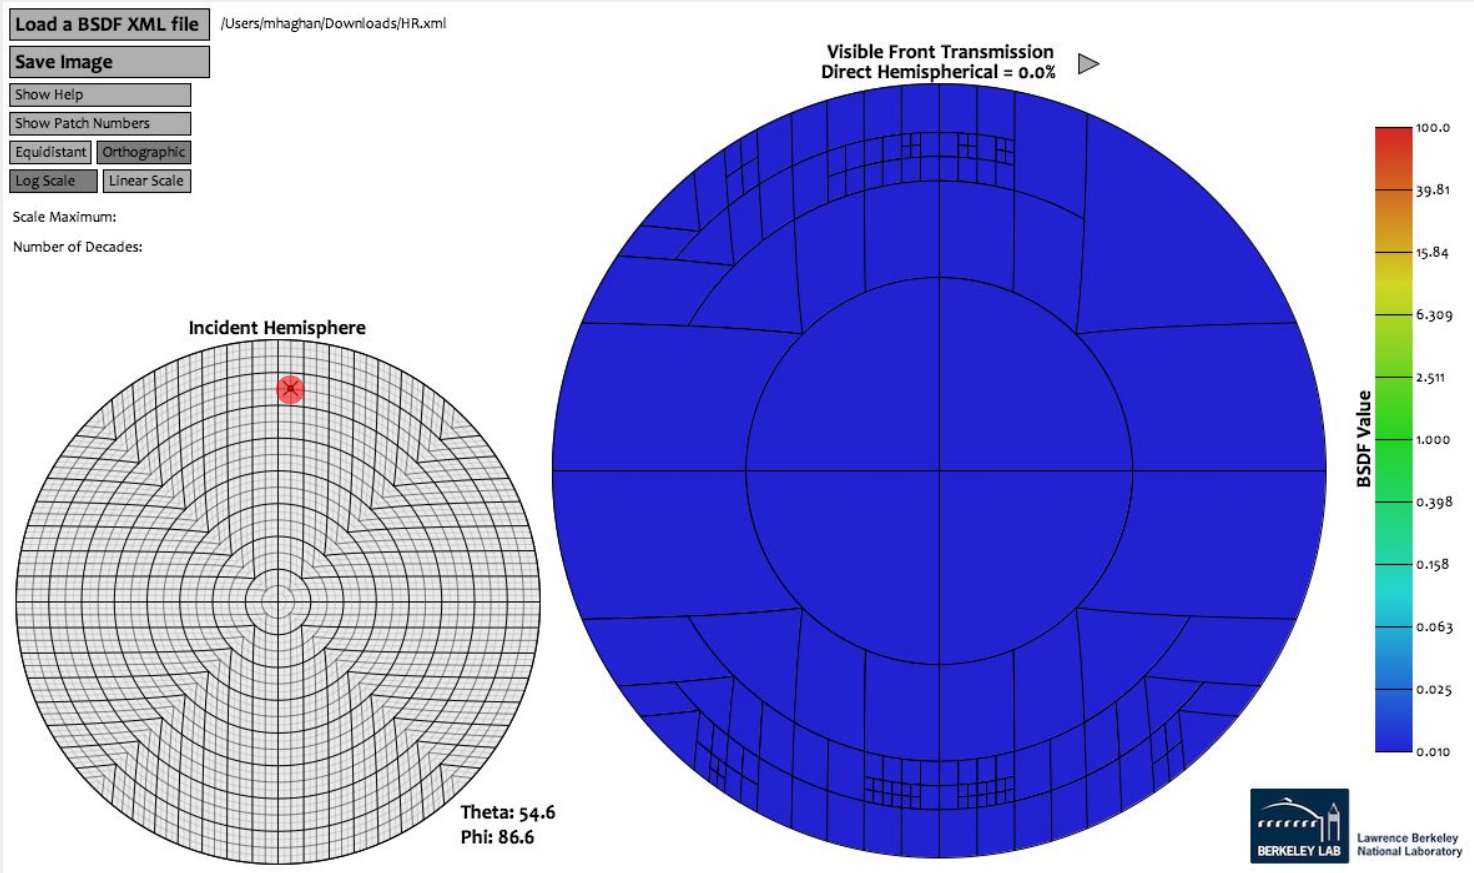 Load a BSDF XML file
/Users/mhaghan/Downloads/HR.xml
Save Image
Show Help
Show Patch Numbers
Equidistant
Orthographic
Log Scale
Linear Scale
Scale Maximum:
Number of Decades:
Incident Hemisphere
Theta: 54.6
Phi: 86.6
Visible Front Transmission
Direct Hemispherical = 0.0%
BSDF Value
100.0
39.81
15.84
6.309
2.511
1.000
0.398
0.158
0.063
0.025
0.010
BERKELEY LAB
Lawrence Berkeley
National Laboratory